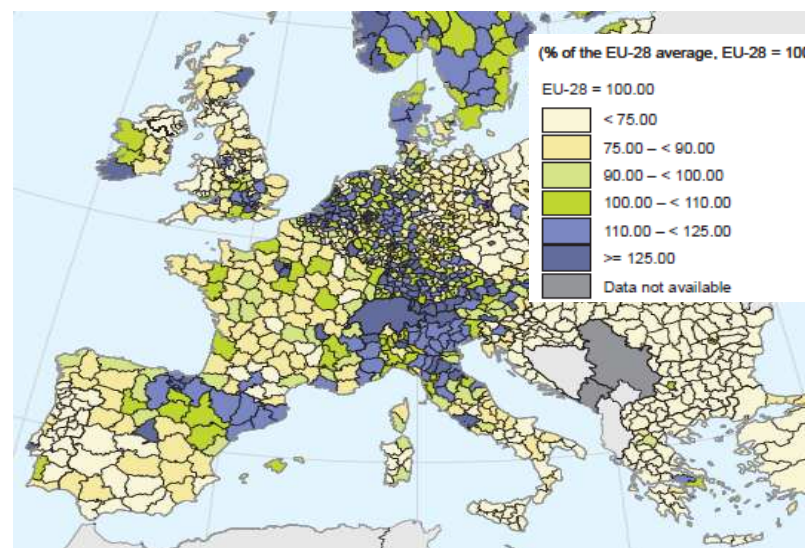 (% of the EU-28 average, EU-28 = 100
EU-28 = 100.00
< 75.00
75.00 – < 90.00
90.00 – < 100.00
100.00 – < 110.00
110.00 – < 125.00
>= 125.00
Data not available